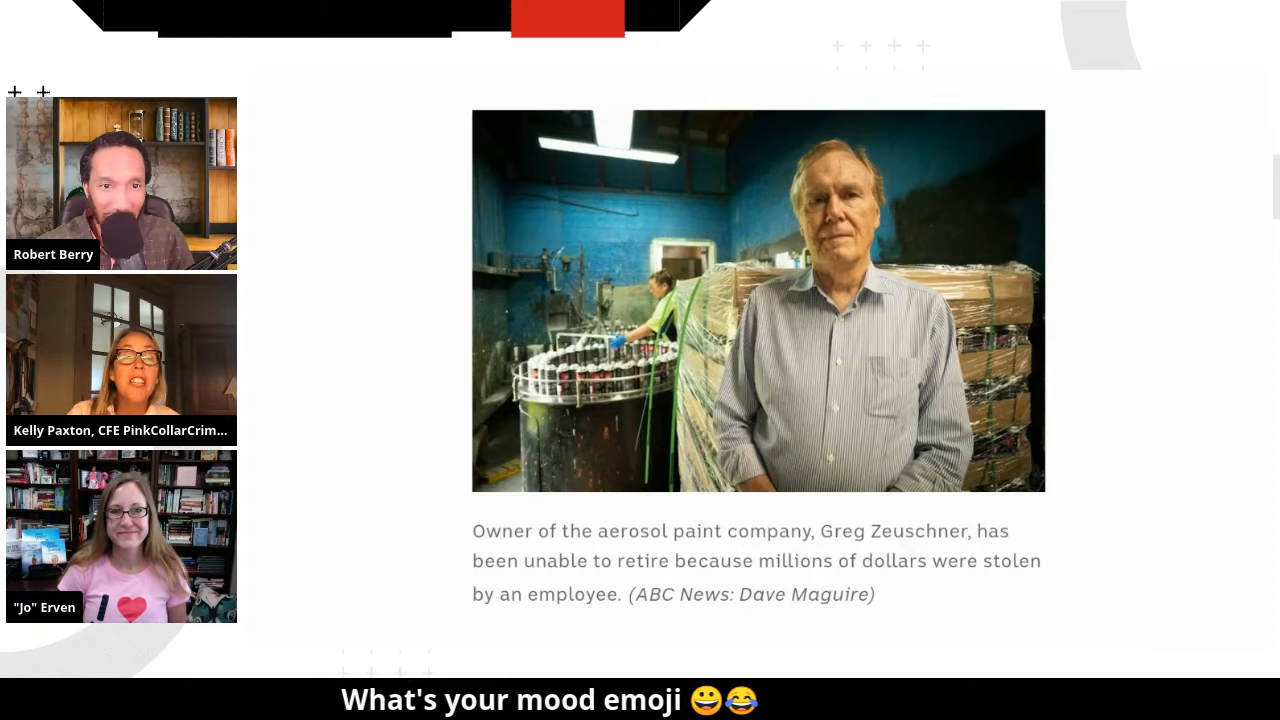 Robert Berry
Kelly Paxton, CFE PinkCollarCrim...
"Jo" Erven
I
Owner of the aerosol paint company, Greg Zeuschner, has
been unable to retire because millions of dollars were stolen
by an employee. (ABC News: Dave Maguire)
What's your mood emoji 😀😂